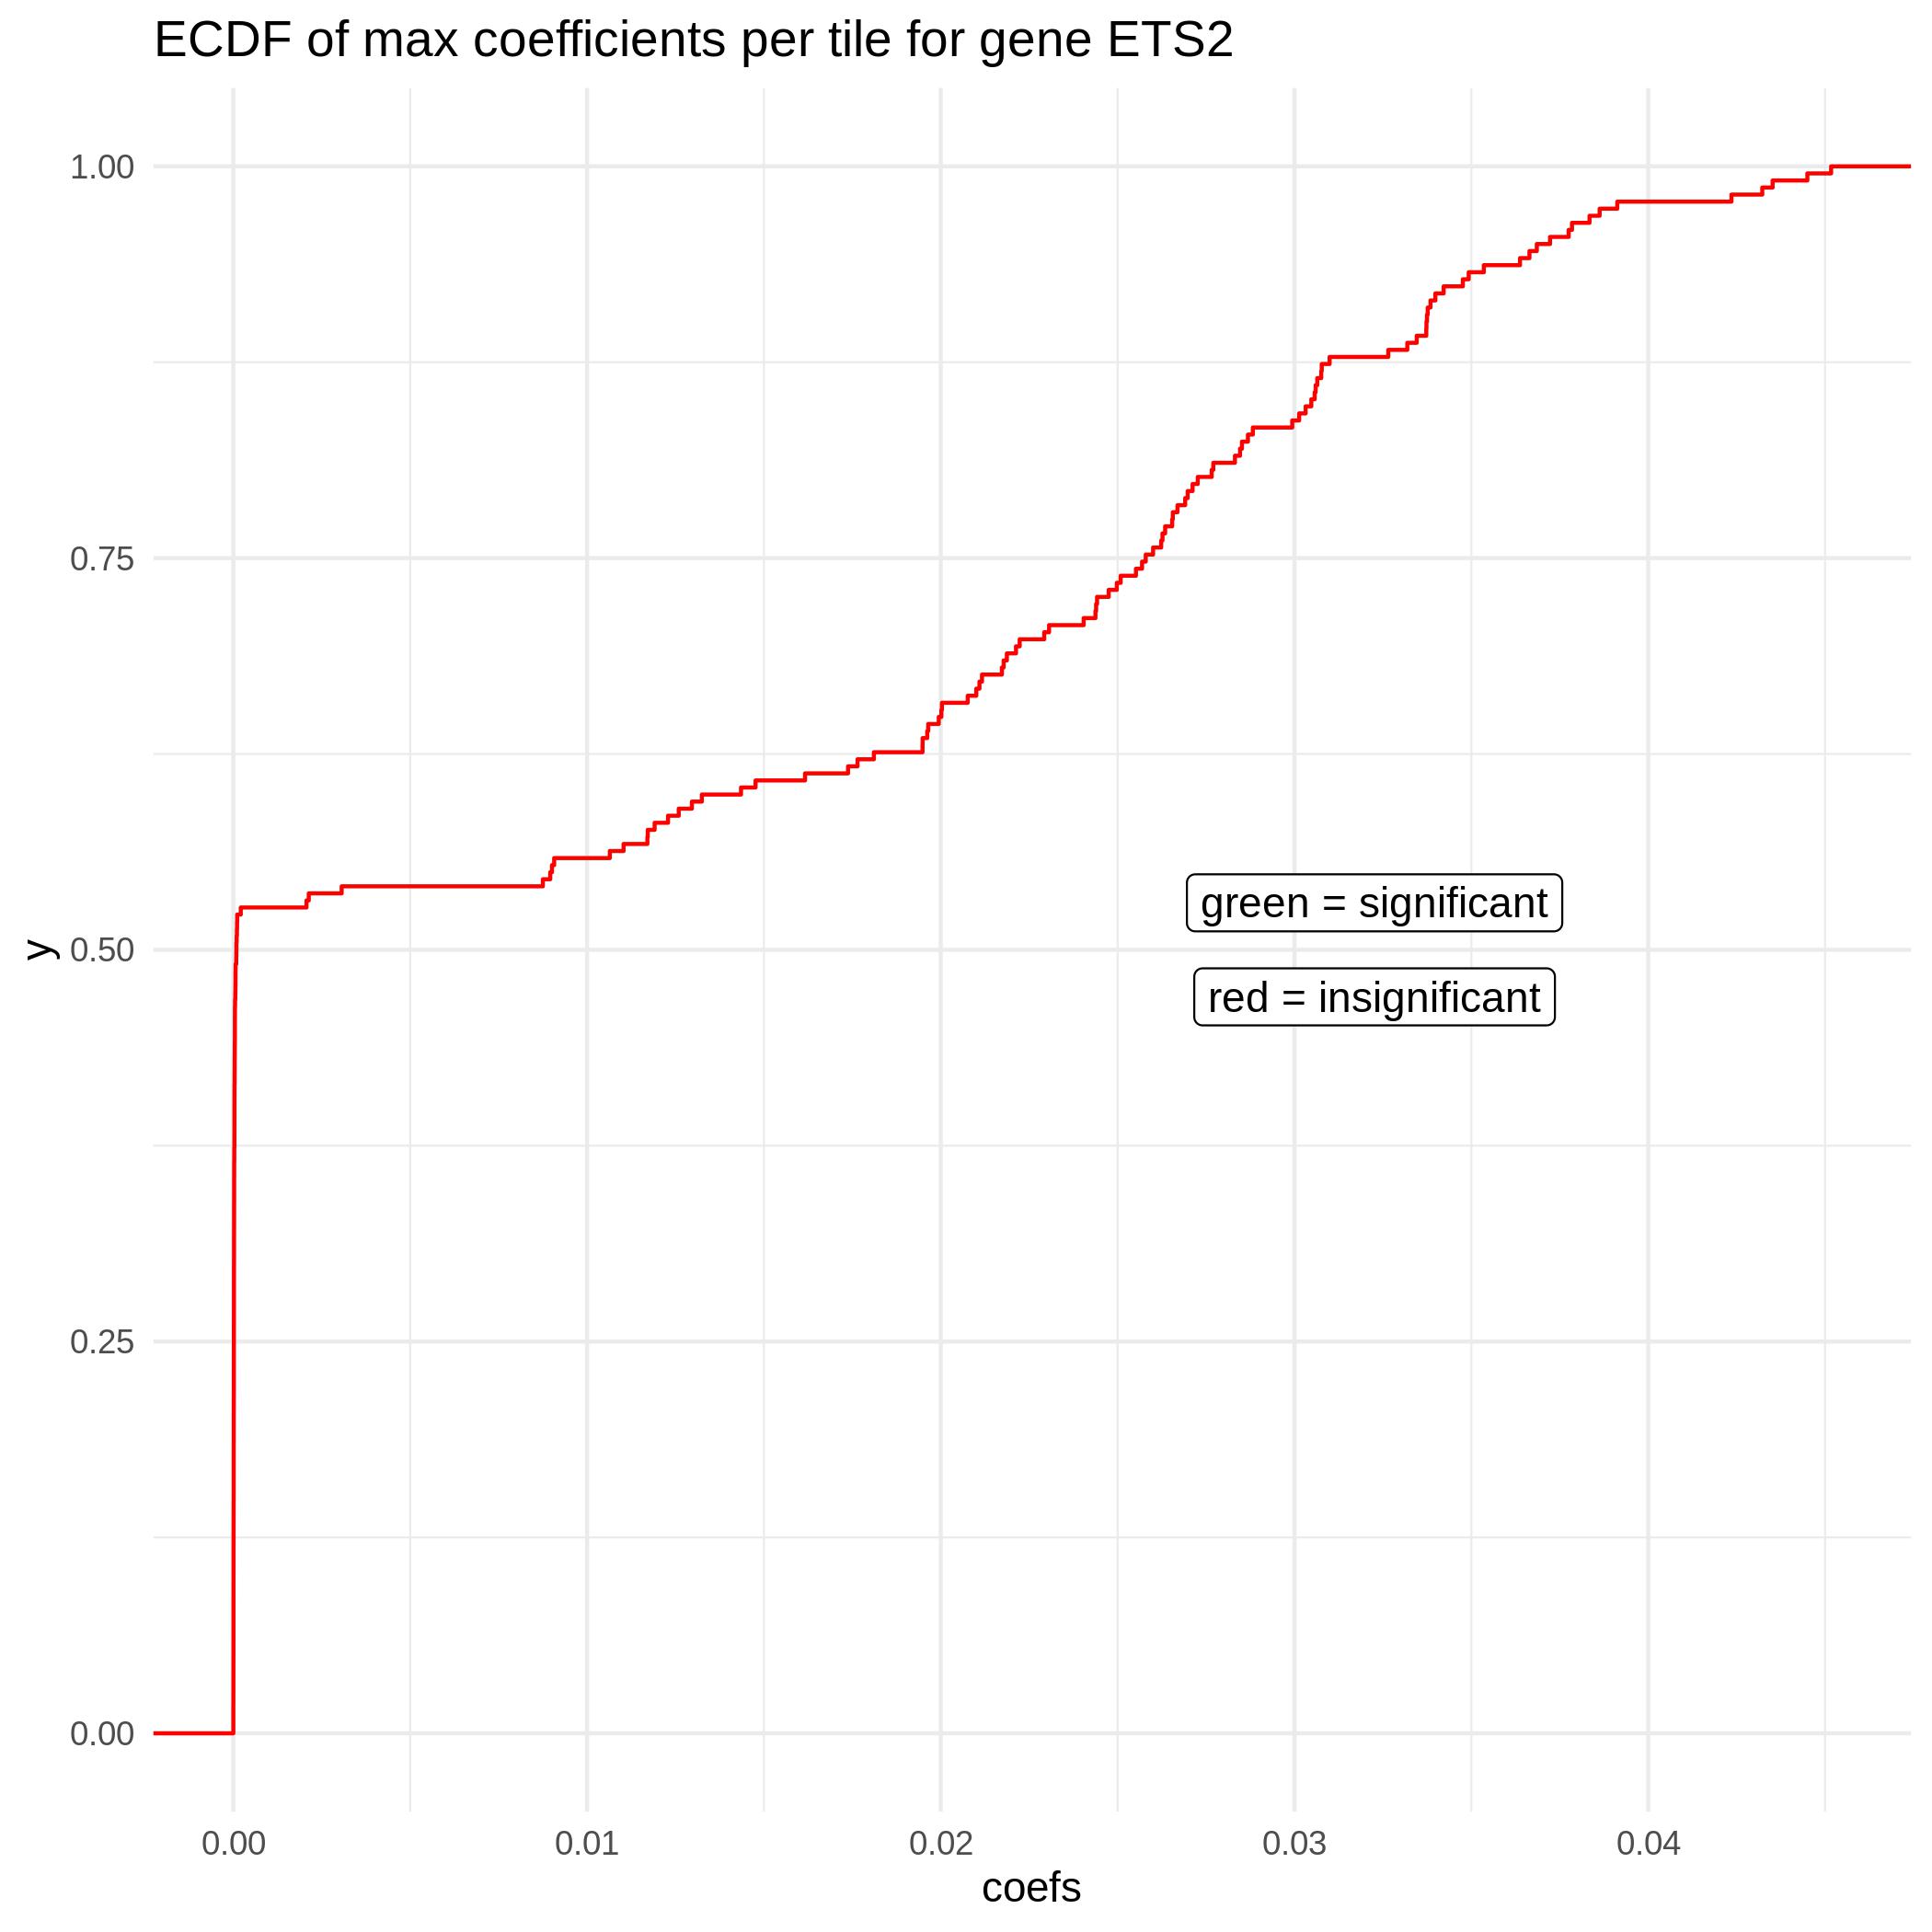 ECDF of max coefficients per tile for gene ETS2
1.00
0.75
0.50
0.25
0.00
y
green = significant
red = insignificant
0.00 0.01 0.02 0.03 0.04
coefs